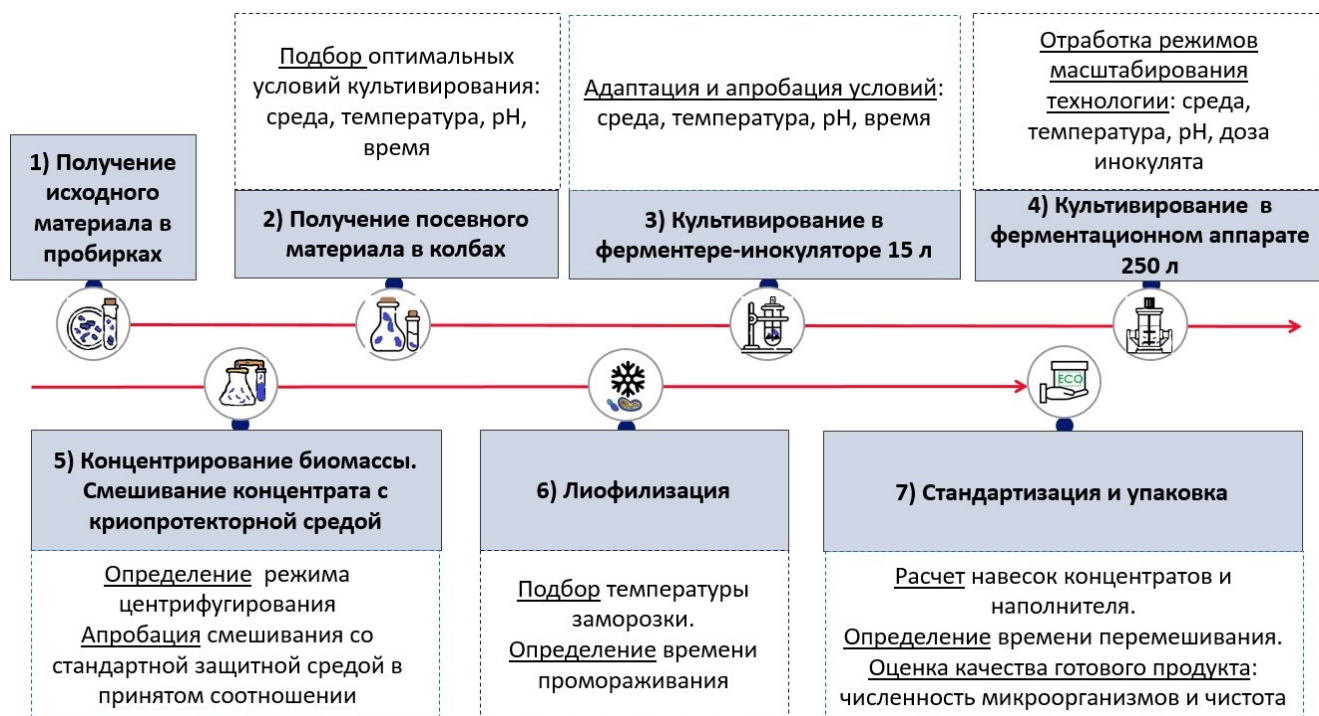 1) Получение
исходного
материала в
пробирках
Подбор оптимальных
условий культивирования:
среда, температура, pH,
время
2) Получение посевного
материала в колбах
Адаптация и апробация условий:
среда, температура, pH, время
3) Культивирование в
ферментере-инокуляторе 15 л
Отработка режимов
масштабирования
технологии: среда,
температура, pH, доза
инокулята
4) Культивирование в
ферментационном аппарате
250 л
5) Концентрирование биомассы.
Смешивание концентрата с
криопротекторной средой
Определение режима
центрифугирования
Апробация смешивания со
стандартной защитной средой в
принятом соотношении
6) Лиофилизация
Подбор температуры
заморозки.
Определение времени
промораживания
ECO
7) Стандартизация и упаковка
Расчет навесок концентратов и
наполнителя.
Определение времени перемешивания.
Оценка качества готового продукта:
численность микроорганизмов и чистота